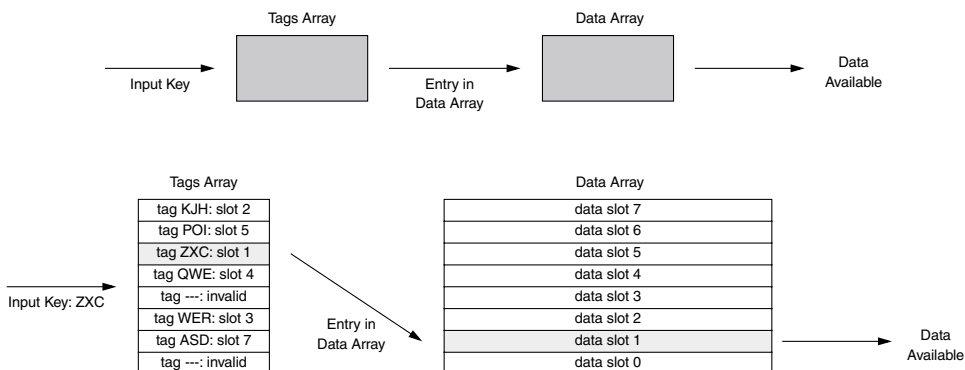 Tags Array
Data Array
Input Key
Entry in
Data Array
Data
Available
Tags Array
Data Array
tag KJH: slot 2
tag POI: slot 5
tag ZXC: slot 1
tag QWE: slot 4
tag ---: invalid
tag WER: slot 3
tag ASD: slot 7
tag ---: invalid
Input Key: ZXC
Entry in
Data Array
data slot 7
data slot 6
data slot 5
data slot 4
data slot 3
data slot 2
data slot 1
data slot 0
Data
Available